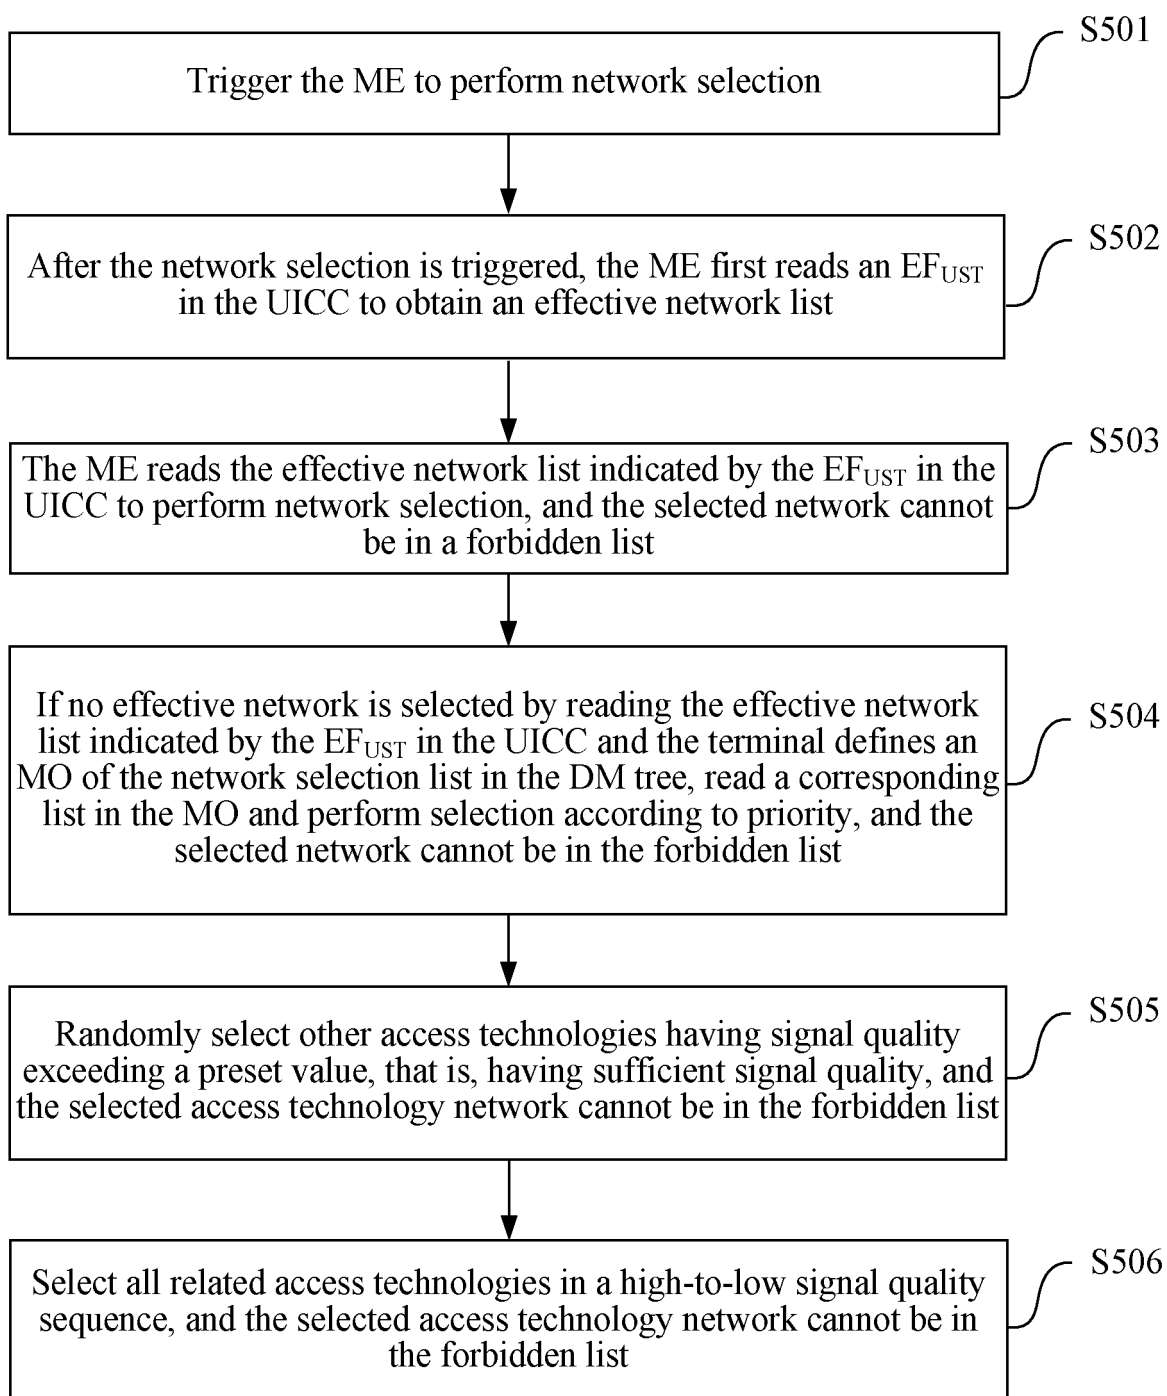 S501
Trigger the ME to perform network selection
S502
After the network selection is triggered, the ME first reads an EF_UST
in the UICC to obtain an effective network list
S503
The ME reads the effective network list indicated by the EF_UST in the
UICC to perform network selection, and the selected network cannot
be in a forbidden list
S504
If no effective network is selected by reading the effective network
list indicated by the EF_UST in the UICC and the terminal defines an
MO of the network selection list in the DM tree, read a corresponding
list in the MO and perform selection according to priority, and the
selected network cannot be in the forbidden list
S505
Randomly select other access technologies having signal quality
exceeding a preset value, that is, having sufficient signal quality, and
the selected access technology network cannot be in the forbidden list
S506
Select all related access technologies in a high-to-low signal quality
sequence, and the selected access technology network cannot be in
the forbidden list